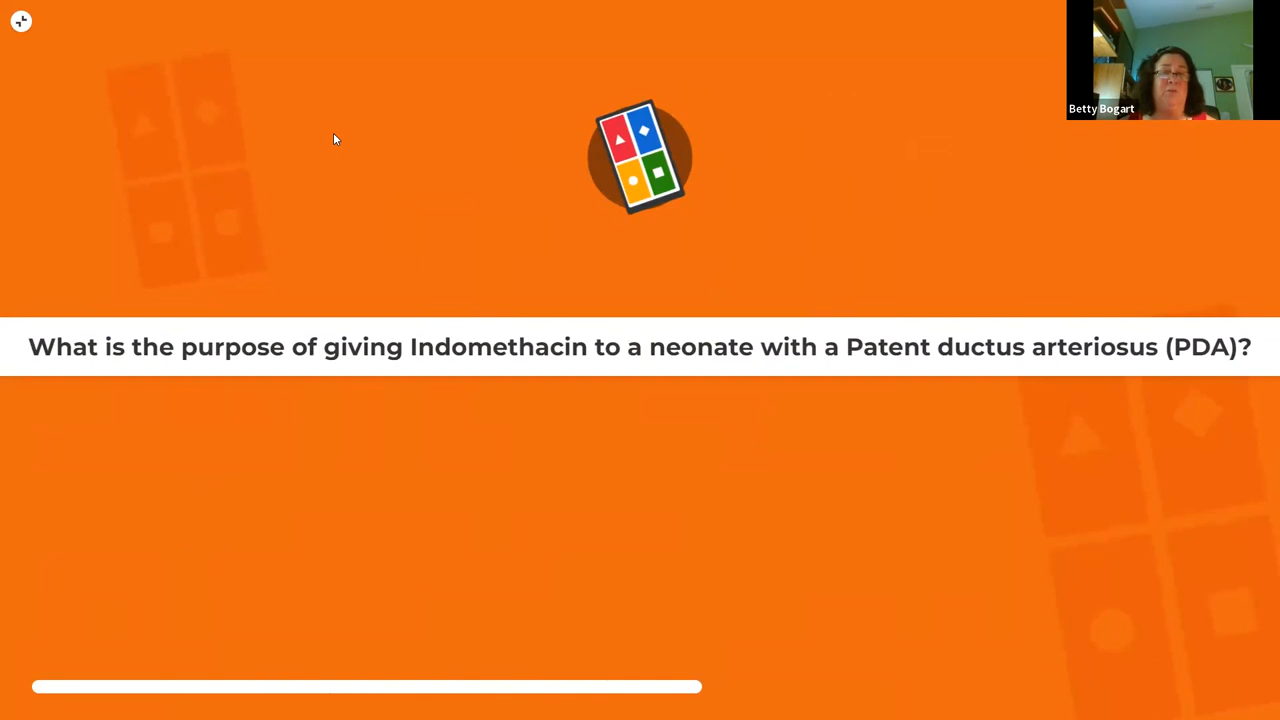 Betty Bogart
What is the purpose of giving Indomethacin to a neonate with a Patent ductus arteriosus (PDA)?